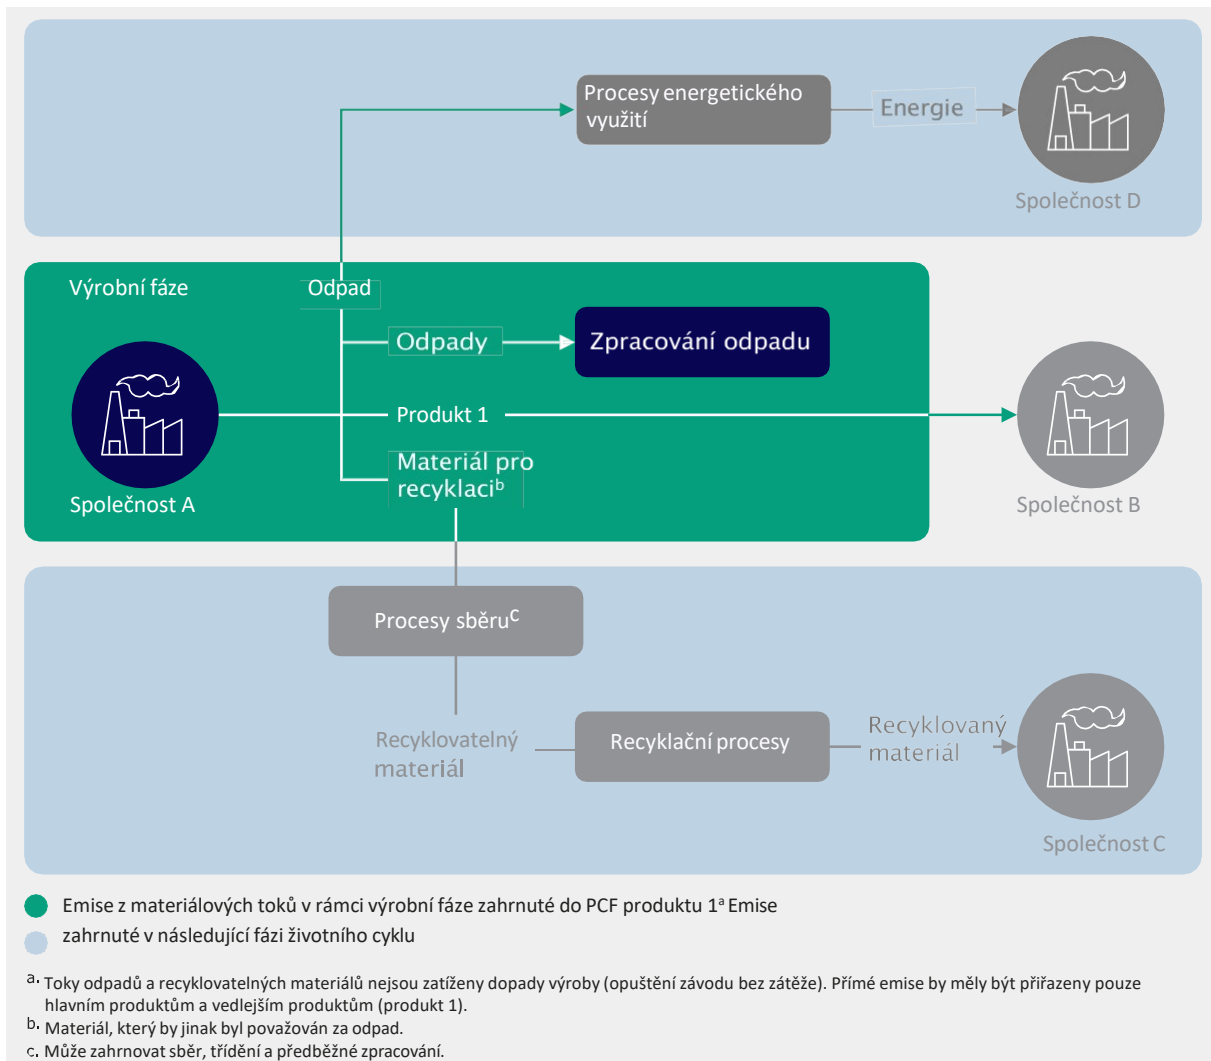 Procesy energetického
využití
Energie
Společnost D
Výrobní fáze
Odpad
Odpady
Zpracování odpadu
Produkt 1
Materiál pro
recyklaciᵇ
Společnost A
Společnost B
Procesy sběruᶜ
Recyklovatelný
materiál
Recyklační procesy
Recyklovaný
materiál
Společnost C
Emise z materiálových toků v rámci výrobní fáze zahrnuté do PCF produktu 1ᵃ Emise
zahrnuté v následující fázi životního cyklu
a. Toky odpadů a recyklovatelných materiálů nejsou zatíženy dopady výroby (opuštění závodu bez zátěže). Přímé emise by měly být přiřazeny pouze
hlavním produktům a vedlejším produktům (produkt 1).
b. Materiál, který by jinak byl považován za odpad.
c. Může zahrnovat sběr, třídění a předběžné zpracování.